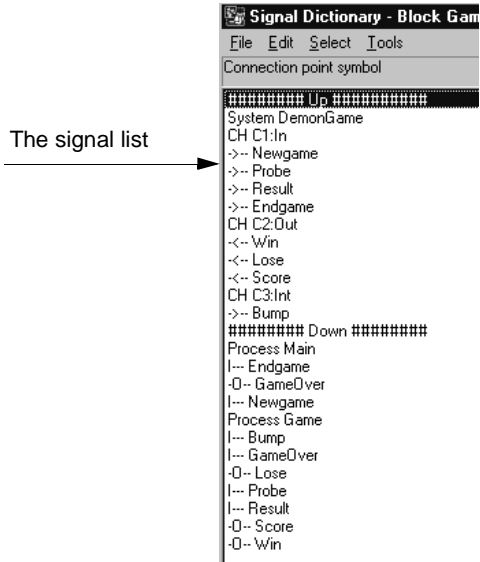 Signal Dictionary - Block Gam
File Edit Select Tools
Connection point symbol
######### Up ###########
System DemonGame
CH C1:In
->-- Newgame
->-- Probe
->-- Result
->-- Endgame
CH C2:Out
-<-- Win
-<-- Lose
-<-- Score
CH C3:Int
->-- Bump
######### Down ########
Process Main
I--- Endgame
-O-- GameOver
I--- Newgame
Process Game
I--- Bump
I--- GameOver
-O-- Lose
I--- Probe
I--- Result
-O-- Score
-O-- Win
The signal list